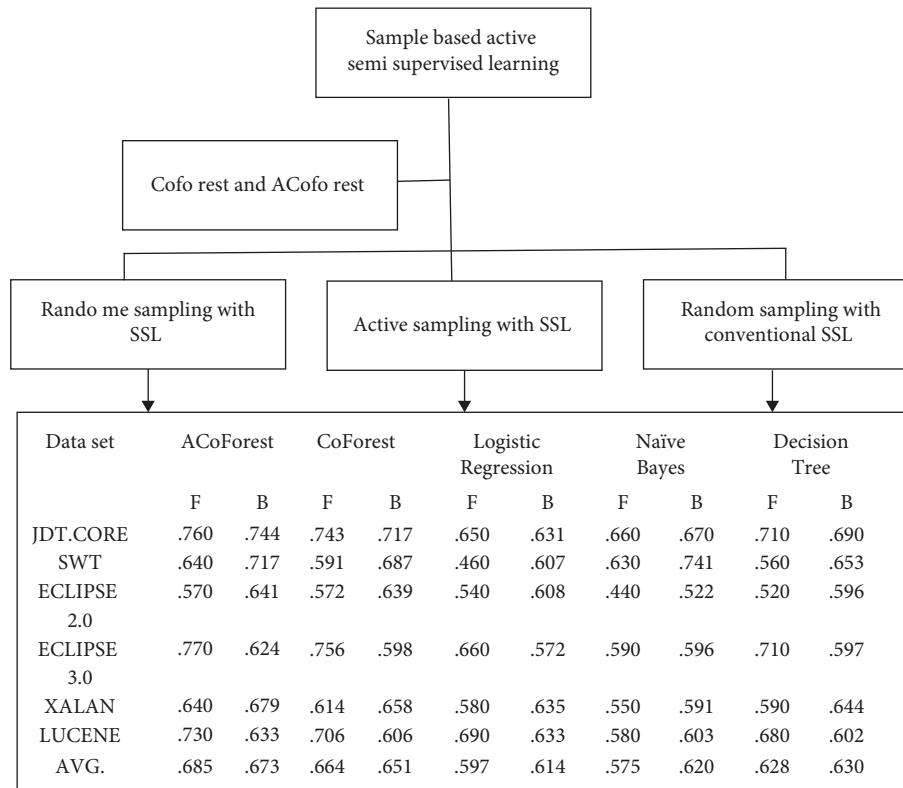 Sample based active
semi supervised learning
Cofo rest and ACofo rest
Rando me sampling with
SSL
Active sampling with SSL
Random sampling with
conventional SSL
Data set ACoForest CoForest Logistic Regression Naïve Bayes Decision Tree
F B F B F B F B F B
JDT.CORE .760 .744 .743 .717 .650 .631 .660 .670 .710 .690
SWT .640 .717 .591 .687 .460 .607 .630 .741 .560 .653
ECLIPSE 2.0 .570 .641 .572 .639 .540 .608 .440 .522 .520 .596
ECLIPSE 3.0 .770 .624 .756 .598 .660 .572 .590 .596 .710 .597
XALAN .640 .679 .614 .658 .580 .635 .550 .591 .590 .644
LUCENE .730 .633 .706 .606 .690 .633 .580 .603 .680 .602
AVG. .685 .673 .664 .651 .597 .614 .575 .620 .628 .630